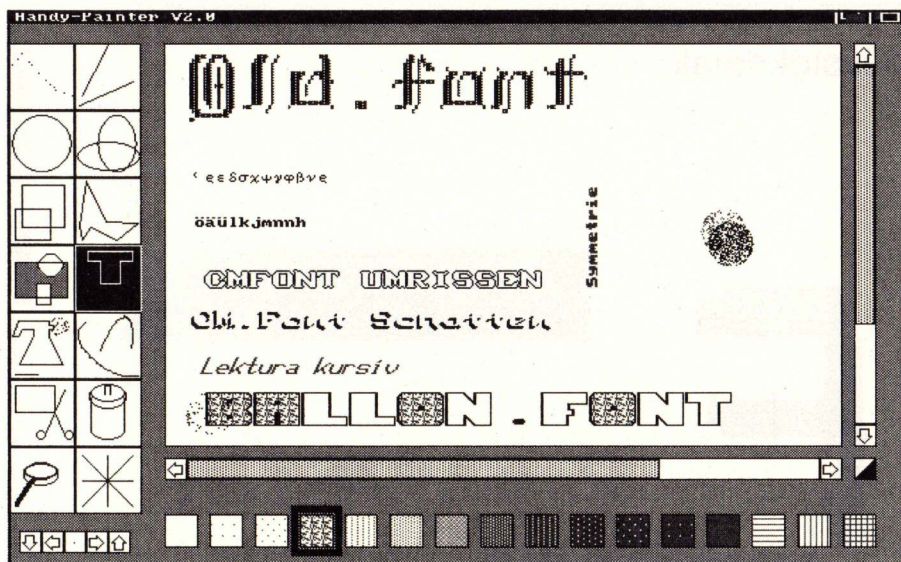 Handy-Painter V2.0
Old.font
öäülkjmnnh
Symmetrie
CMFONT UMRISSEN
CM.Font Schatten
Lektura kursiv
BALLON.FONT